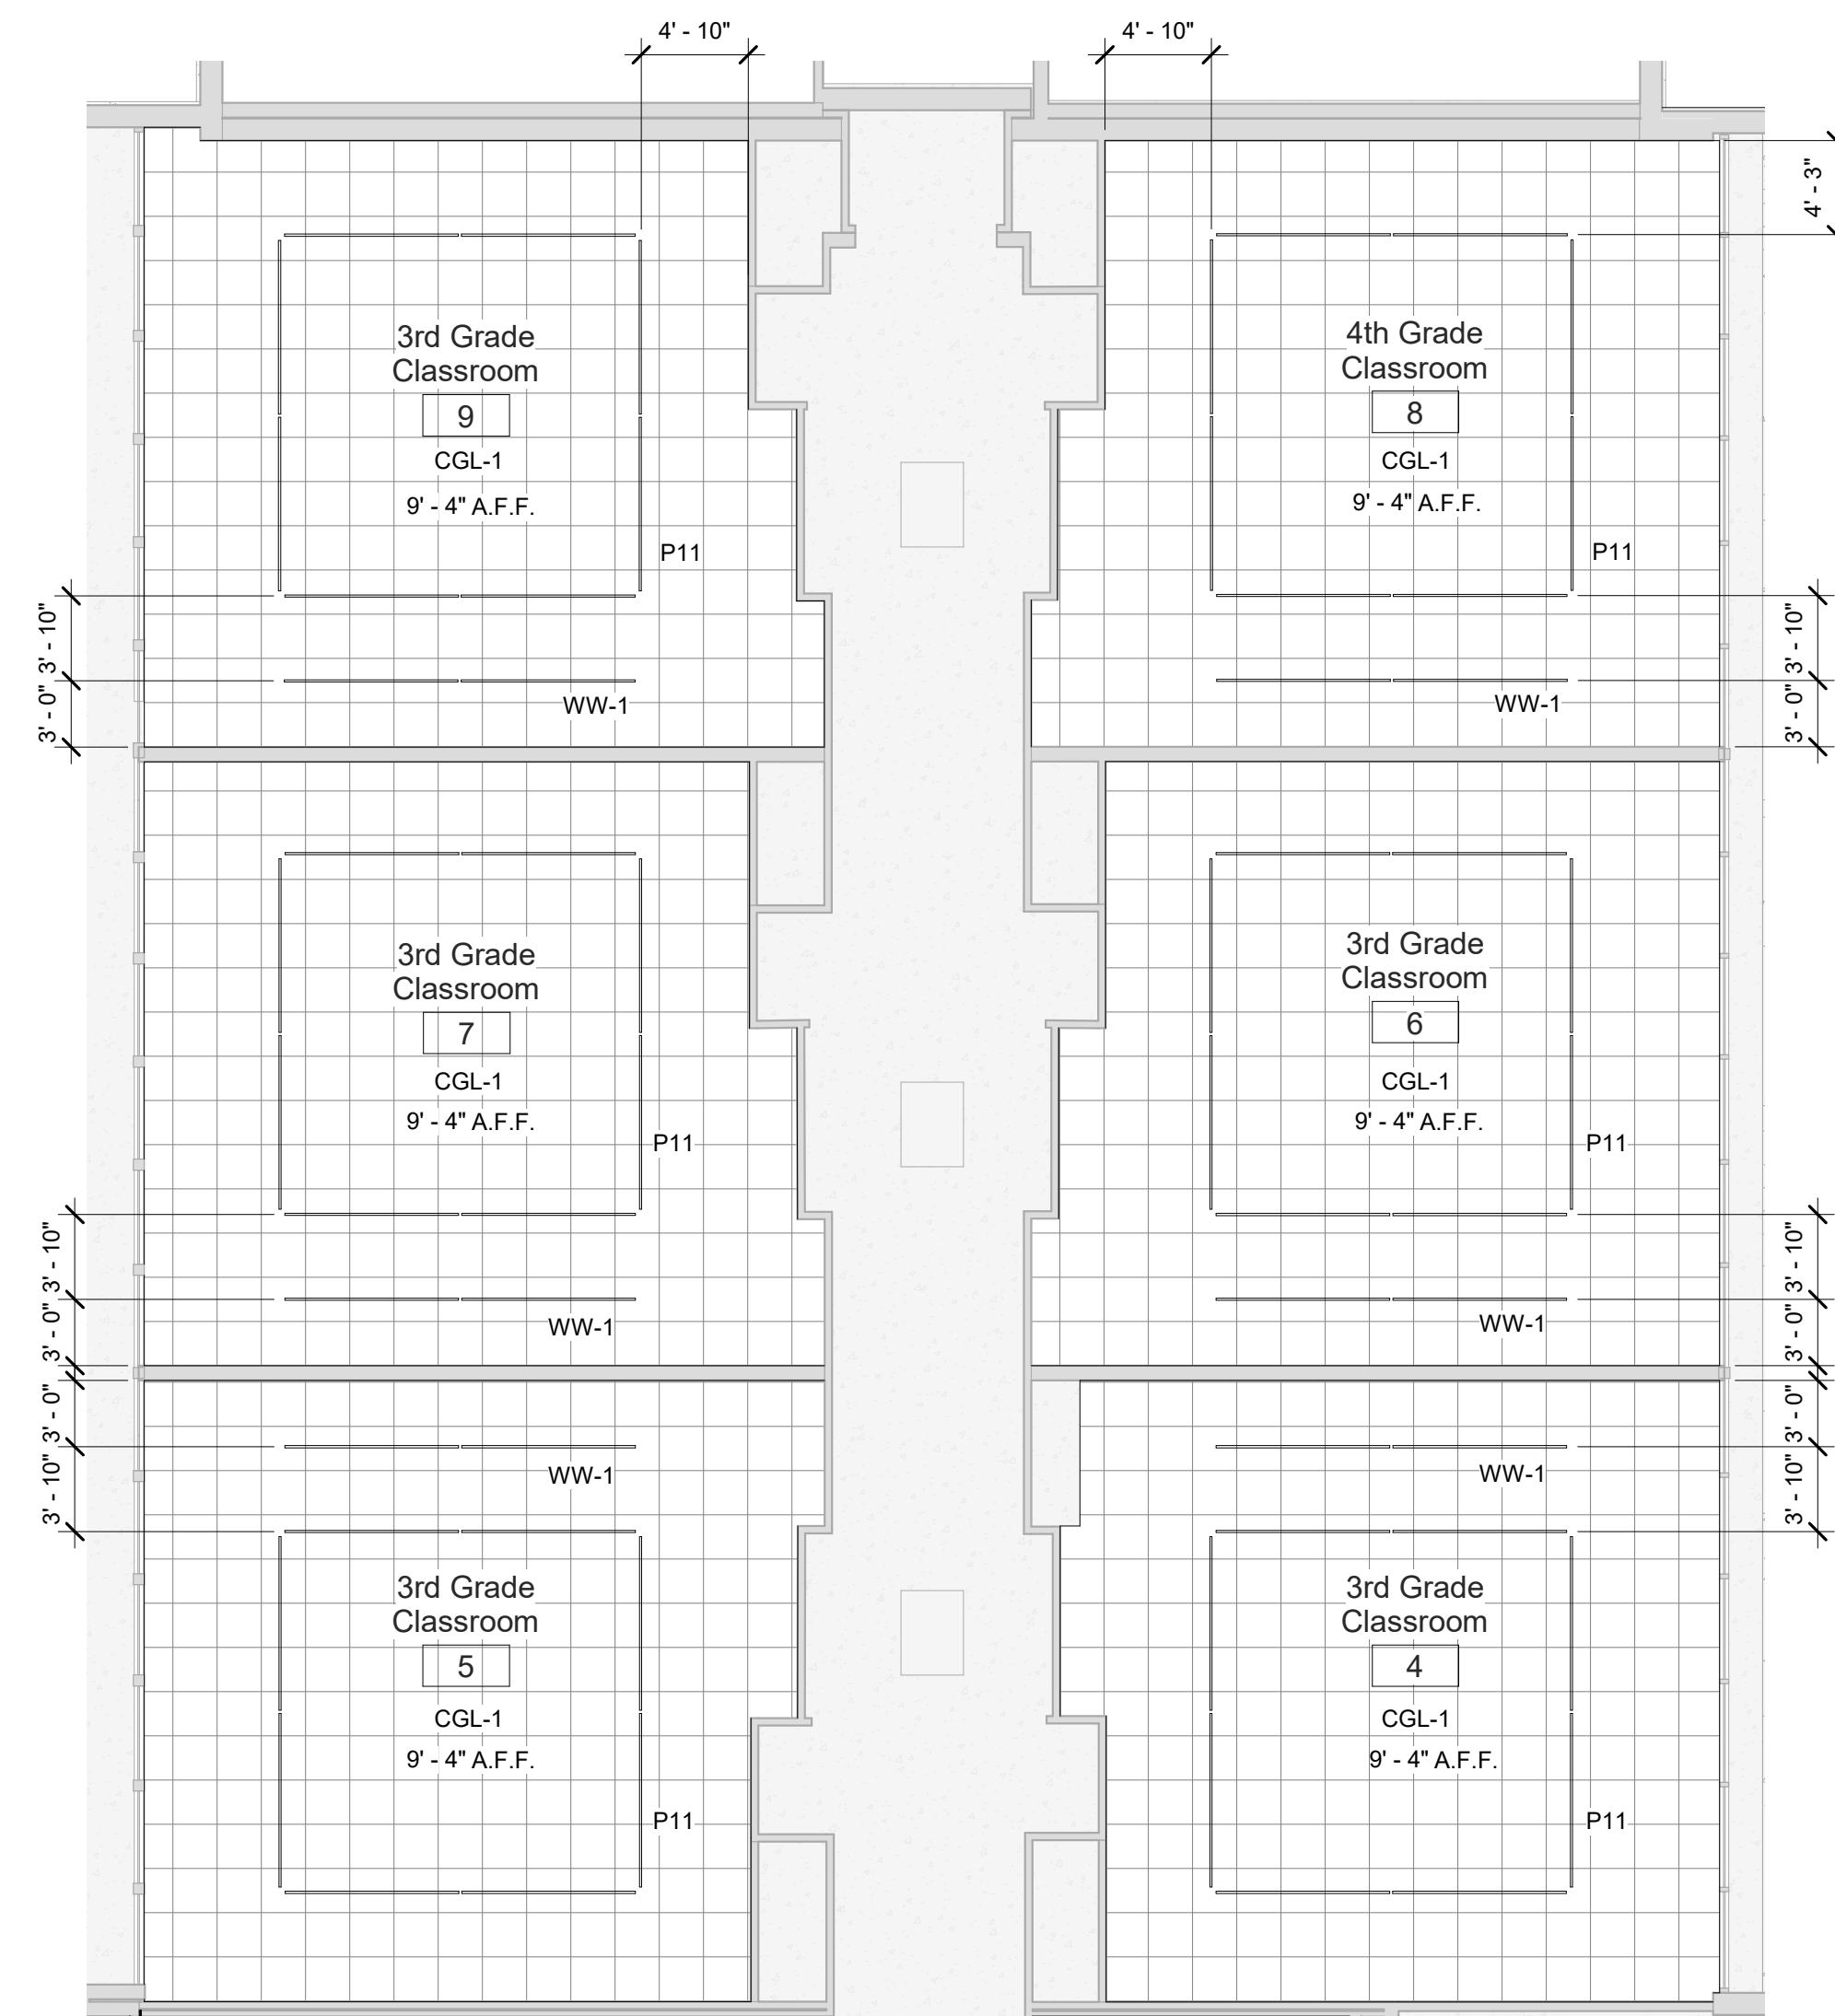 4' - 10"
4' - 10"
4' - 3"
3rd Grade
Classroom
9
CGL-1
9' - 4" A.F.F.
P11
4th Grade
Classroom
8
CGL-1
9' - 4" A.F.F.
P11
3' - 10"
3' - 0"
WW-1
WW-1
3' - 10"
3' - 0"
3rd Grade
Classroom
7
CGL-1
9' - 4" A.F.F.
P11
3rd Grade
Classroom
6
CGL-1
9' - 4" A.F.F.
P11
3' - 10"
3' - 0"
WW-1
WW-1
3' - 10"
3' - 0"
3' - 0"
3' - 10"
WW-1
WW-1
3' - 0"
3' - 10"
3rd Grade
Classroom
5
CGL-1
9' - 4" A.F.F.
P11
3rd Grade
Classroom
4
CGL-1
9' - 4" A.F.F.
P11